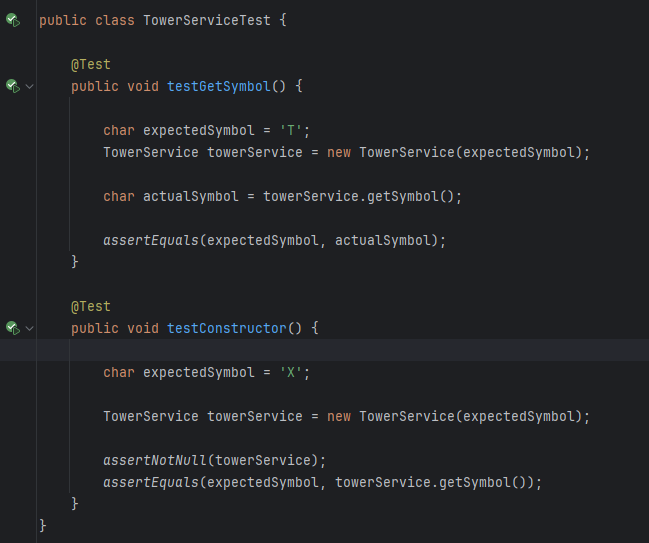 public class TowerServiceTest {
@Test
public void testGetSymbol() {
char expectedSymbol = 'T';
TowerService towerService = new TowerService(expectedSymbol);
char actualSymbol = towerService.getSymbol();
assertEquals(expectedSymbol, actualSymbol);
}
@Test
public void testConstructor() {
char expectedSymbol = 'X';
TowerService towerService = new TowerService(expectedSymbol);
assertNotNull(towerService);
assertEquals(expectedSymbol, towerService.getSymbol());
}
}